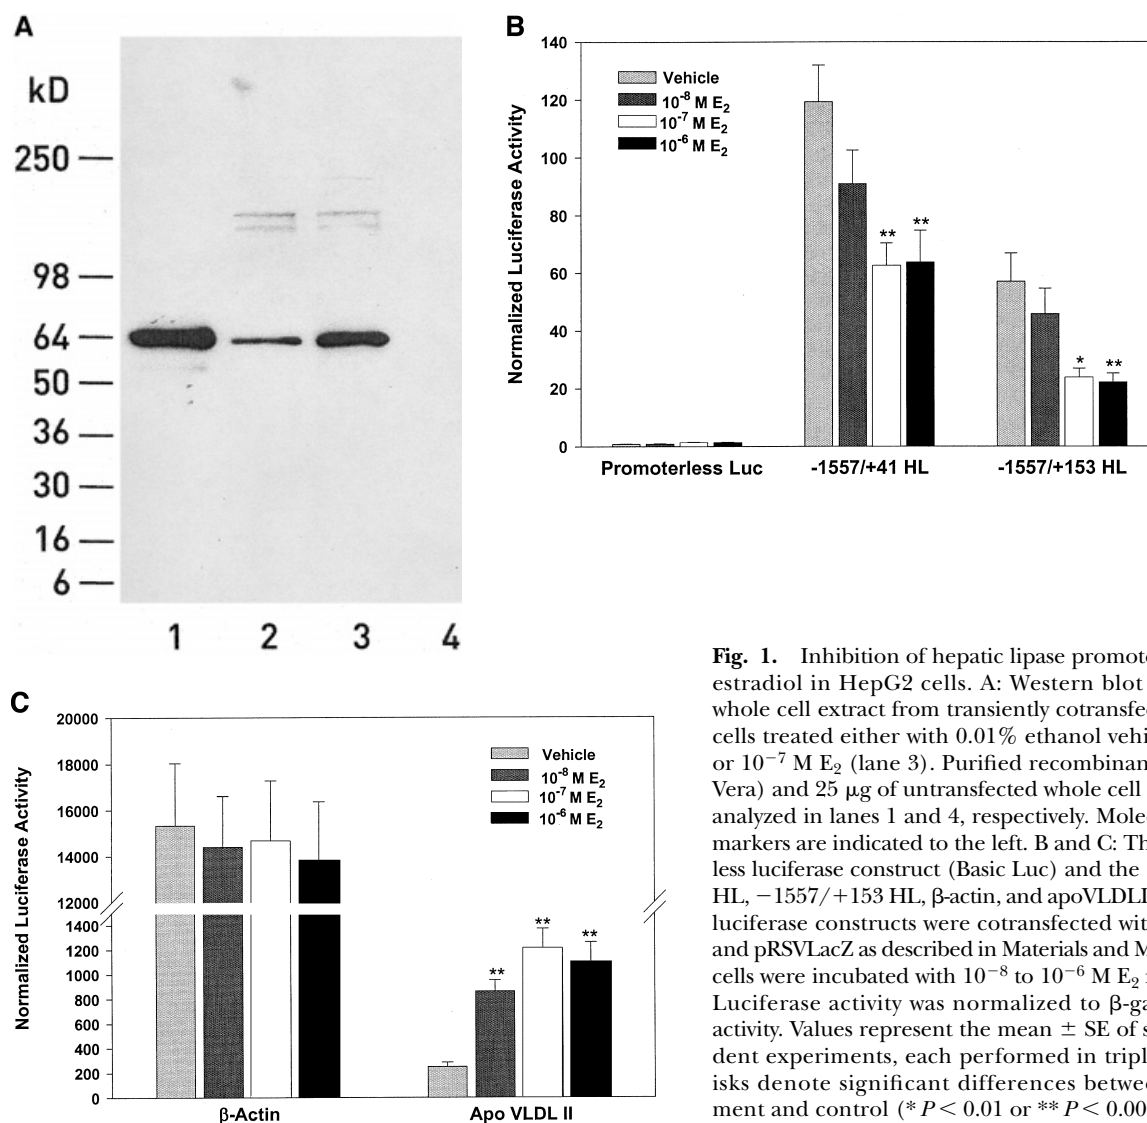 A
kD
250
98
64
50
36
30
16
6
1 2 3 4
B
Normalized Luciferase Activity
140
120
100
80
60
40
20
0
Vehicle
10⁻⁸ M E₂
10⁻⁷ M E₂
10⁻⁶ M E₂
**
**
*
**
Promoterless Luc
-1557/+41 HL
-1557/+153 HL
C
Normalized Luciferase Activity
20000
18000
16000
14000
12000
1400
1200
1000
800
600
400
200
0
Vehicle
10⁻⁸ M E₂
10⁻⁷ M E₂
10⁻⁶ M E₂
**
**
**
β-Actin
Apo VLDL II
Fig. 1. Inhibition of hepatic lipase promote
estradiol in HepG2 cells. A: Western blot
whole cell extract from transiently cotransfe
cells treated either with 0.01% ethanol vehi
or 10⁻⁷ M E₂ (lane 3). Purified recombinan
Vera) and 25 μg of untransfected whole cell
analyzed in lanes 1 and 4, respectively. Mole
markers are indicated to the left. B and C: Th
less luciferase construct (Basic Luc) and the
HL, −1557/+153 HL, β-actin, and apoVLDLI
luciferase constructs were cotransfected wit
and pRSVLacZ as described in Materials and M
cells were incubated with 10⁻⁸ to 10⁻⁶ M E₂
Luciferase activity was normalized to β-ga
activity. Values represent the mean ± SE of s
dent experiments, each performed in tripl
isks denote significant differences betwee
ment and control (* P < 0.01 or ** P < 0.00